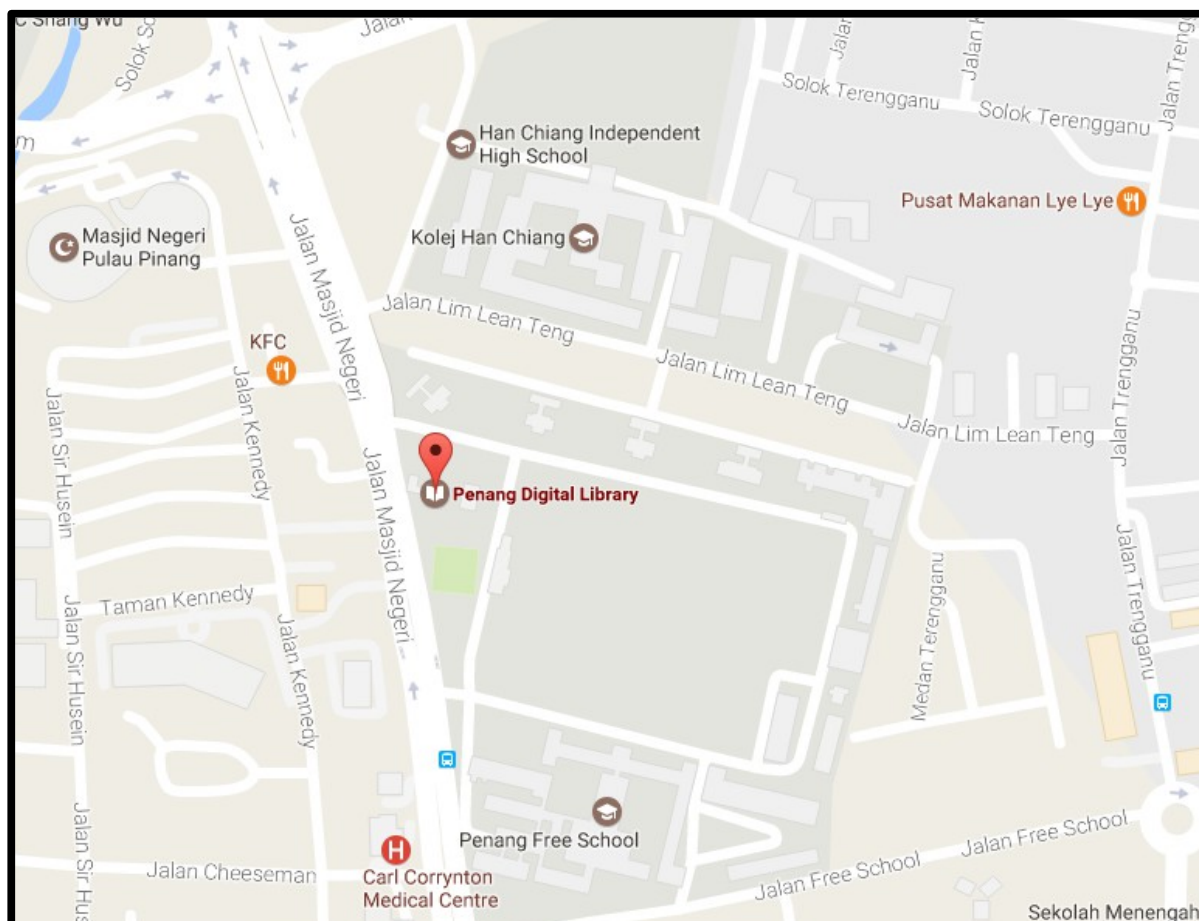 C Shang Wu
Solok So
Jalan
Jalan
Jalan K
Jalan Trengg
Solok Terengganu
Solok Terengganu
m
Han Chiang Independent
High School
Pusat Makanan Lye Lye
Masjid Negeri
Pulau Pinang
Kolej Han Chiang
Jalan Masjid Negeri
Jalan Lim Lean Teng
Jalan Lim Lean Teng
Jalan Lim Lean Teng
Jalan Trengganu
KFC
Jalan Sir Husein
Jalan Kennedy
Jalan Masjid Negeri ...
Penang Digital Library
Jalan Trengganu
Medan Terengganu
Taman Kennedy
Jalan Sir Husein
Jalan Kennedy
Penang Free School
Jalan Free School
Jalan Free School
Jalan Sir Hus
Jalan Cheeseman
H
Carl Corrynton
Medical Centre
Sekolah Menengah